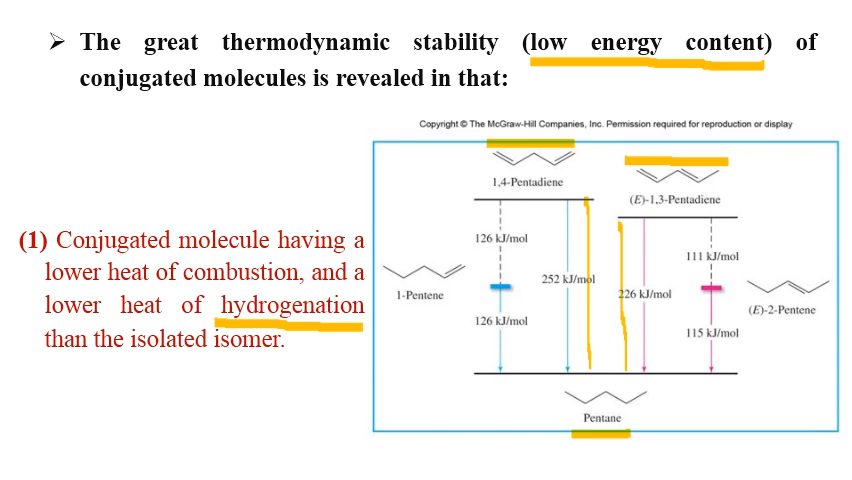 ➢ The great thermodynamic stability (low energy content) of
conjugated molecules is revealed in that:
Copyright © The McGraw-Hill Companies, Inc. Permission required for reproduction or display
1,4-Pentadiene
(E)-1,3-Pentadiene
(1) Conjugated molecule having a
lower heat of combustion, and a
lower heat of hydrogenation
than the isolated isomer.
126 kJ/mol
111 kJ/mol
252 kJ/mol
226 kJ/mol
1-Pentene
(E)-2-Pentene
126 kJ/mol
115 kJ/mol
Pentane